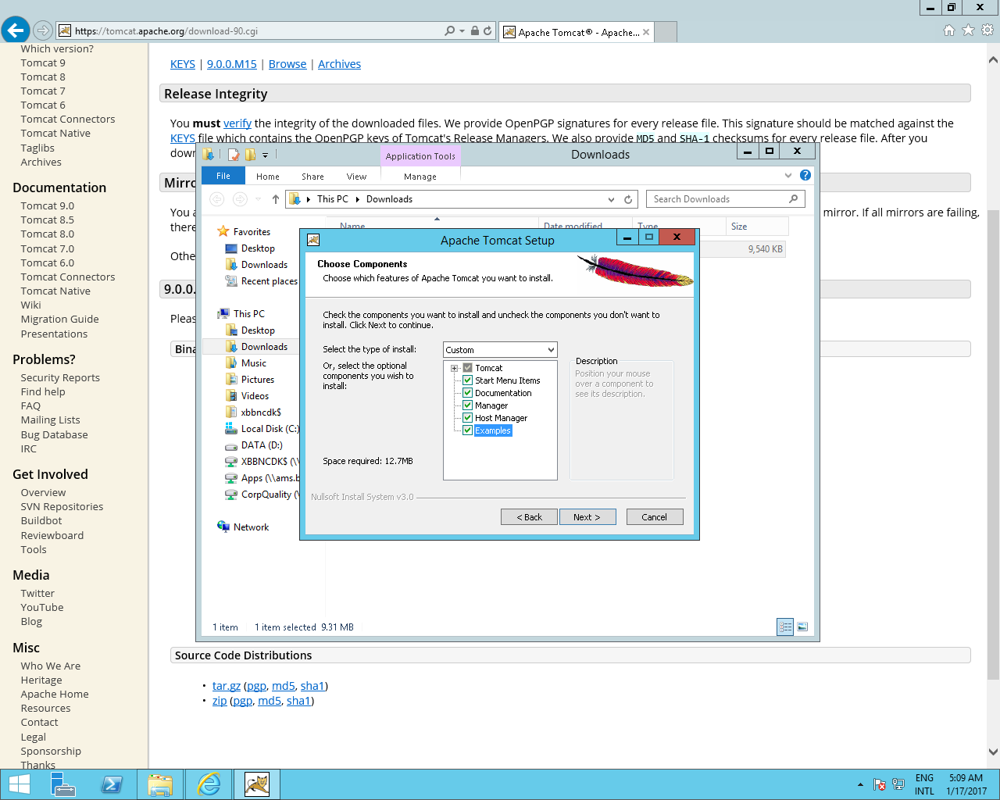 https://tomcat.apache.org/download-90.cgi
Apache Tomcat® - Apache...
Which version?
Tomcat 9
Tomcat 8
Tomcat 7
Tomcat 6
Tomcat Connectors
Tomcat Native
Taglibs
Archives
Documentation
Tomcat 9.0
Tomcat 8.5
Tomcat 8.0
Tomcat 7.0
Tomcat 6.0
Tomcat Connectors
Tomcat Native
Wiki
Migration Guide
Presentations
Problems?
Security Reports
Find help
FAQ
Mailing Lists
Bug Database
IRC
Get Involved
Overview
SVN Repositories
Buildbot
Reviewboard
Tools
Media
Twitter
YouTube
Blog
Misc
Who We Are
Heritage
Apache Home
Resources
Contact
Legal
Sponsorship
Thanks
KEYS | 9.0.0.M15 | Browse | Archives
Release Integrity
You must verify the integrity of the downloaded files. We provide OpenPGP signatures for every release file. This signature should be matched against the
KEYS file which contains the OpenPGP keys of Tomcat's Release Managers. We also provide MD5 and SHA-1 checksums for every release file. After you
down
Mirro
You a
mirror. If all mirrors are failing,
there
Othe
9.0.0.
Pleas
Bina
Application Tools
Downloads
File
Home
Share
View
Manage
This PC
Downloads
Search Downloads
Name
Date modified
Type
Size
9,540 KB
Favorites
Desktop
Downloads
Recent places
This PC
Desktop
Downloads
Music
Pictures
Videos
xbbncdk$
Local Disk (C:)
DATA (D:)
XBBNCDK$ (\\
Apps (\\ams.b
CorpQuality (\
Network
1 item
1 item selected 9.31 MB
Apache Tomcat Setup
Choose Components
Choose which features of Apache Tomcat you want to install.
Check the components you want to install and uncheck the components you don't want to
install. Click Next to continue.
Select the type of install:
Custom
Or, select the optional
components you wish to
install:
Tomcat
Start Menu Items
Documentation
Manager
Host Manager
Examples
Description
Position your mouse
over a component to
see its description.
Space required: 12.7MB
Nullsoft Install System v3.0
< Back
Next >
Cancel
Source Code Distributions
• tar.gz (pgp, md5, sha1)
• zip (pgp, md5, sha1)
ENG
INTL
5:09 AM
1/17/2017